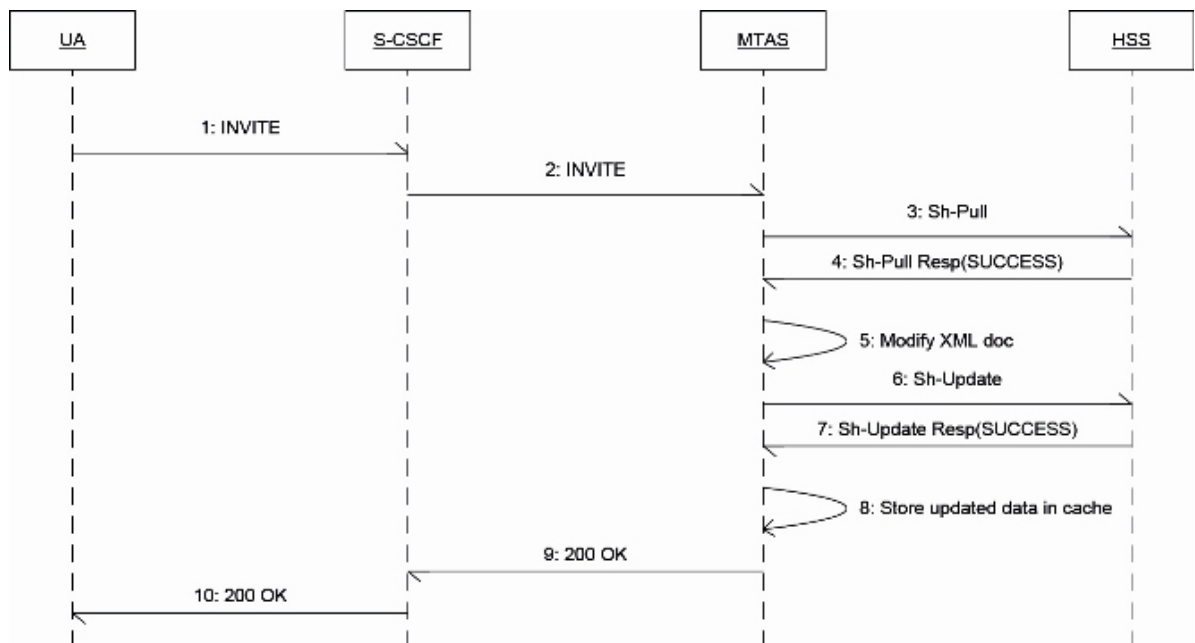 UA
S-CSCF
MTAS
HSS
1: INVITE
2: INVITE
3: Sh-Pull
4: Sh-Pull Resp(SUCCESS)
5: Modify XML doc
6: Sh-Update
7: Sh-Update Resp(SUCCESS)
8: Store updated data in cache
9: 200 OK
10: 200 OK